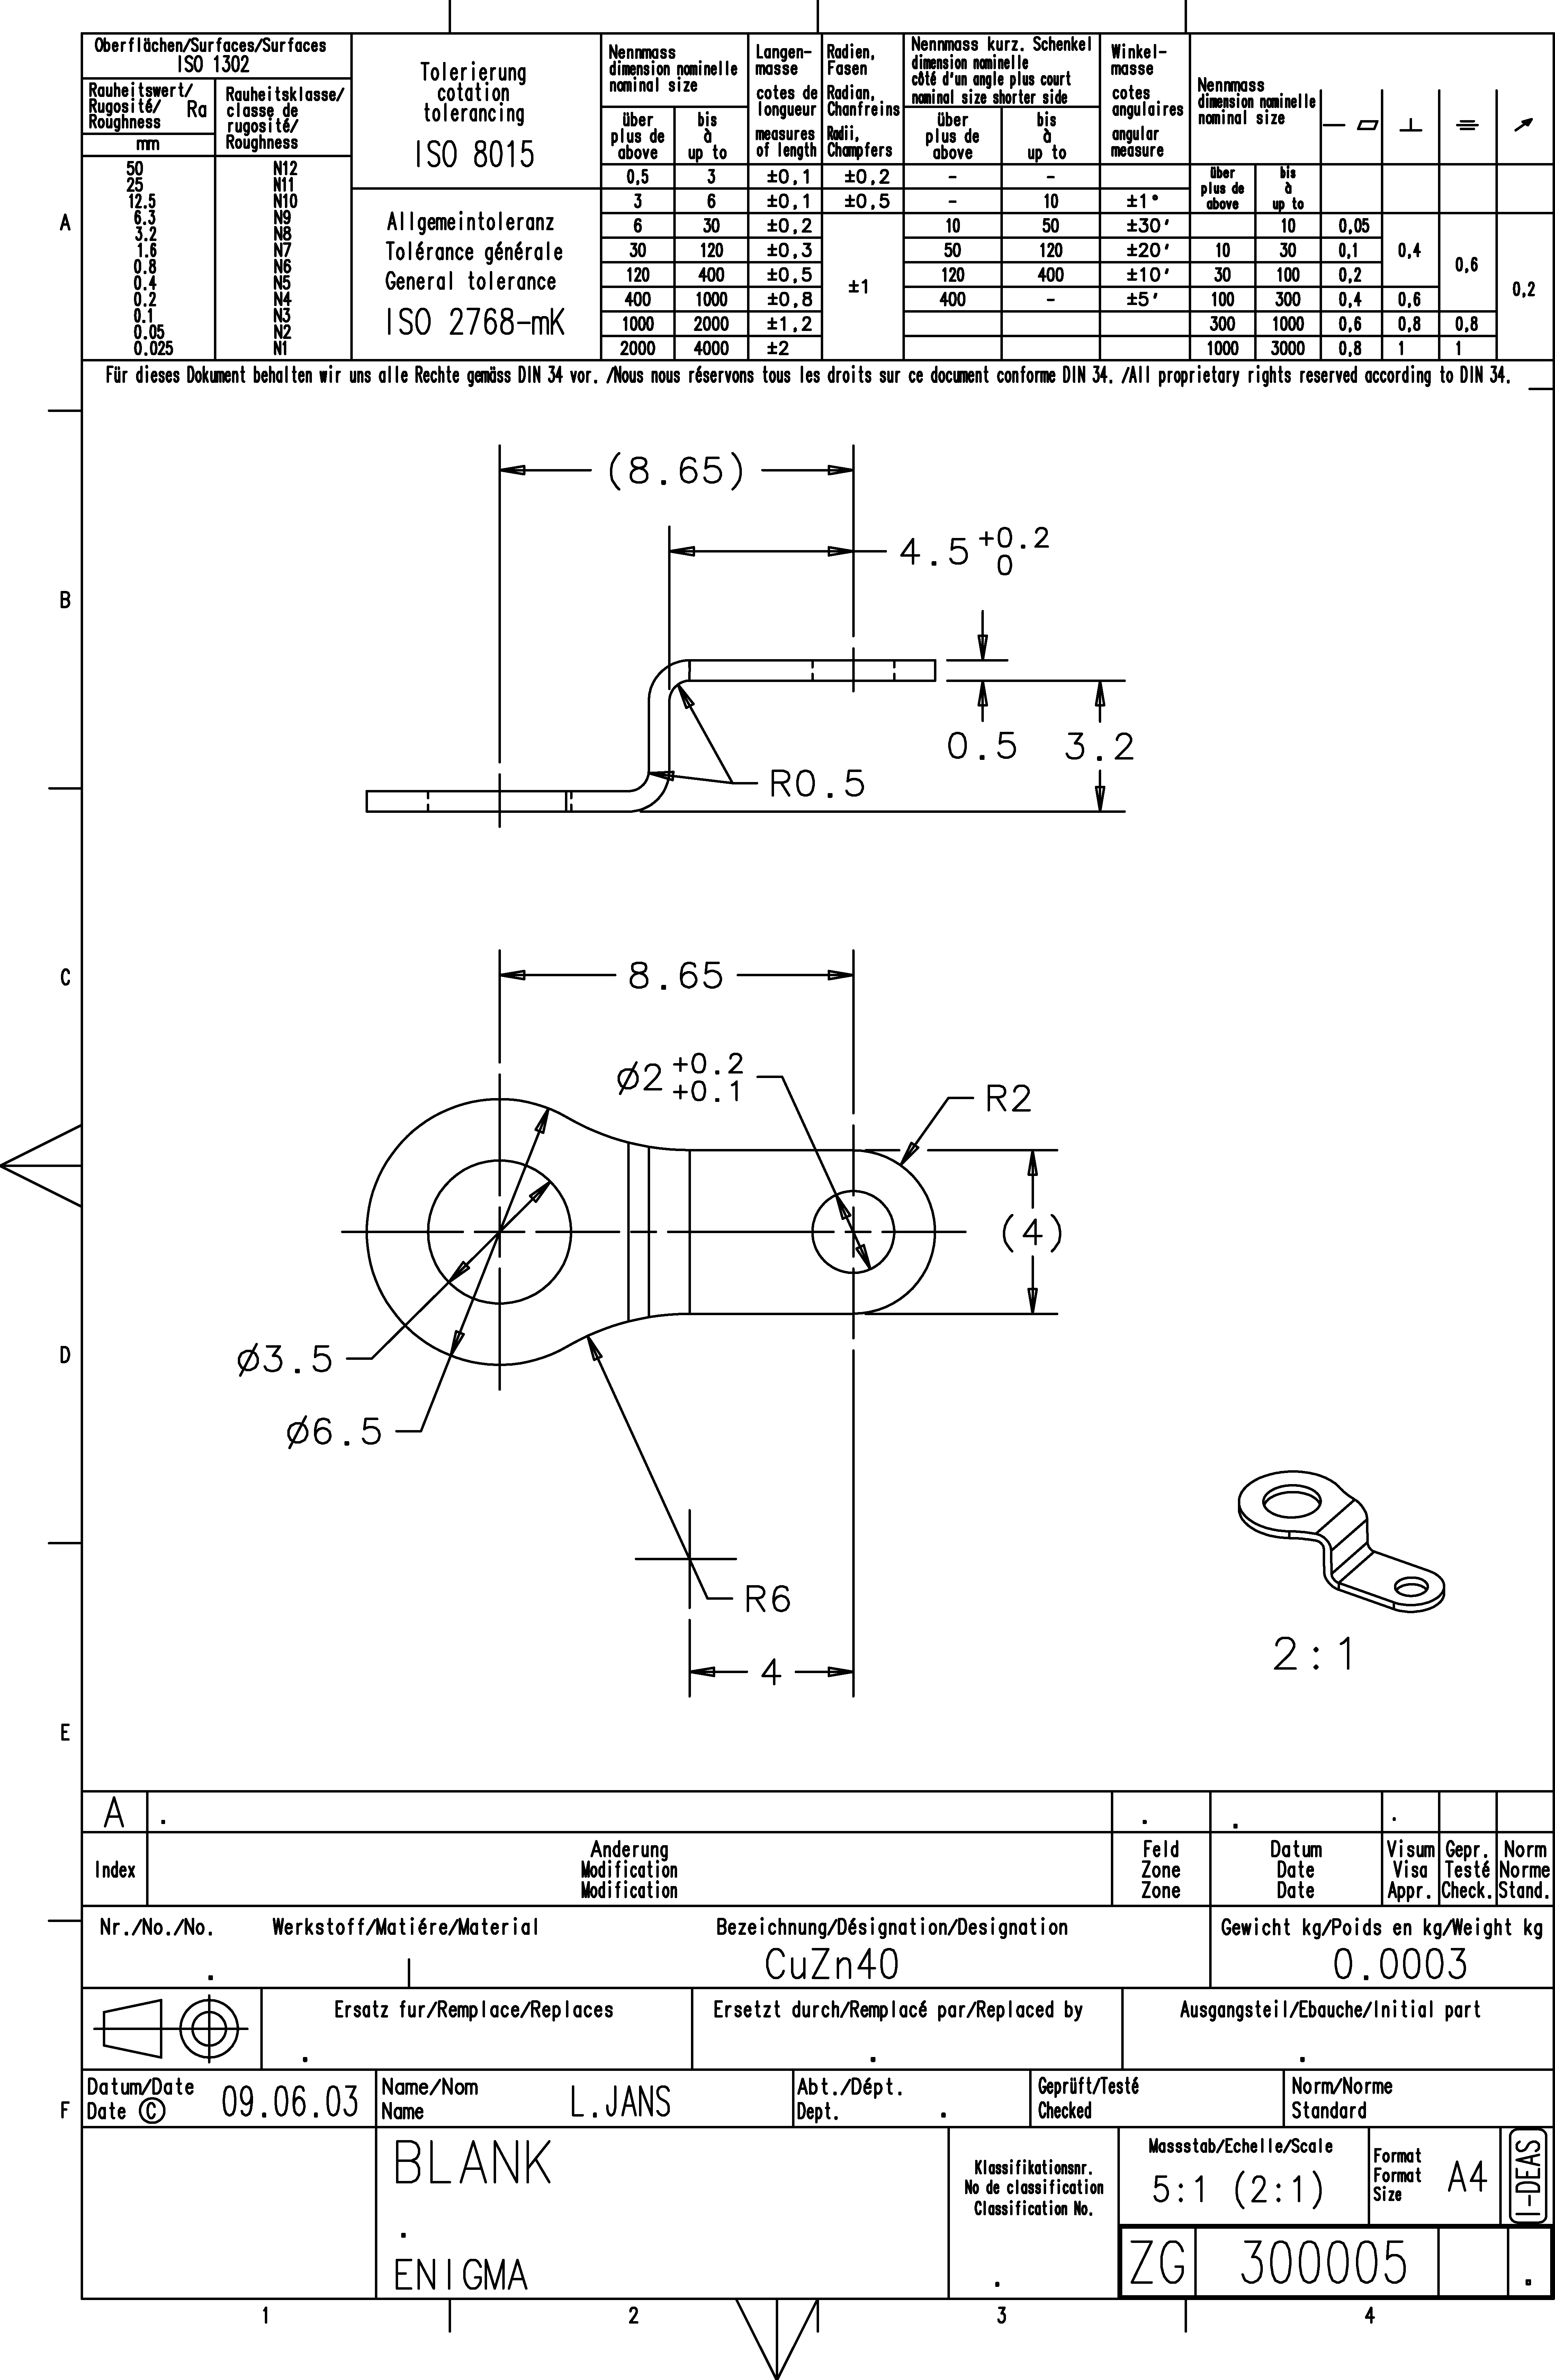 Oberflächen/Surfaces/Surfaces
ISO 1302
Rauheitswert/
Rugosité/ Ra
Roughness
mm
Rauheitsklasse/
classe de
rugosité/
Roughness
50 N12
25 N11
12.5 N10
6.3 N9
3.2 N8
1.6 N7
0.8 N6
0.4 N5
0.2 N4
0.1 N3
0.05 N2
0.025 N1
Tolerierung
cotation
tolerancing
ISO 8015
Allgemeintoleranz
Tolérance générale
General tolerance
ISO 2768-mK
Nennmass
dimension nominelle
nominal size
über
plus de
above
bis
à
up to
Langen-
masse
cotes de
longueur
measures
of length
Radien,
Fasen
Radian,
Chanfreins
Radii,
Champfers
Nennmass kurz. Schenkel
dimension nominelle
côté d'un angle plus court
nominal size shorter side
über
plus de
above
bis
à
up to
Winkel-
masse
cotes
angulaires
angular
measure
Nennmass
dimension nominelle
nominal size
über
plus de
above
bis
à
up to
0,5 3 ±0,1 ±0,2 - -
3 6 ±0,1 ±0,5 - 10 ±1°
6 30 ±0,2 10 50 ±30' 10 0,05
30 120 ±0,3 50 120 ±20' 10 30 0,1 0,4
120 400 ±0,5 ±1 120 400 ±10' 30 100 0,2 0,6
400 1000 ±0,8 400 - ±5' 100 300 0,4 0,6 0,2
1000 2000 ±1,2 300 1000 0,6 0,8 0,8
2000 4000 ±2 1000 3000 0,8 1 1
Für dieses Dokument behalten wir uns alle Rechte gemäss DIN 34 vor. /Nous nous réservons tous les droits sur ce document conforme DIN 34. /All proprietary rights reserved according to DIN 34.
A
B
C
D
E
F
(8.65)
4.5 +0.2
0
0.5 3.2
R0.5
8.65
ø2 +0.2
+0.1
R2
(4)
ø3.5
ø6.5
R6
4
2:1
A . . . .
Index
Anderung
Modification
Modification
Feld
Zone
Zone
Datum
Date
Date
Visum
Visa
Appr.
Gepr.
Testé
Check.
Norm
Norme
Stand.
Nr./No./No. Werkstoff/Matiére/Material Bezeichnung/Désignation/Designation Gewicht kg/Poids en kg/Weight kg
. CuZn40 0.0003
Ersatz fur/Remplace/Replaces Ersetzt durch/Remplacé par/Replaced by Ausgangsteil/Ebauche/Initial part
. . .
Datum/Date
Date © 09.06.03
Name/Nom
Name L.JANS
Abt./Dépt.
Dept. .
Geprüft/Testé
Checked
Norm/Norme
Standard
BLANK
.
ENIGMA
Klassifikationsnr.
No de classification
Classification No.
.
Massstab/Echelle/Scale
5:1 (2:1)
Format
Format
Size
A4
I-DEAS
ZG 300005 .
1 2 3 4